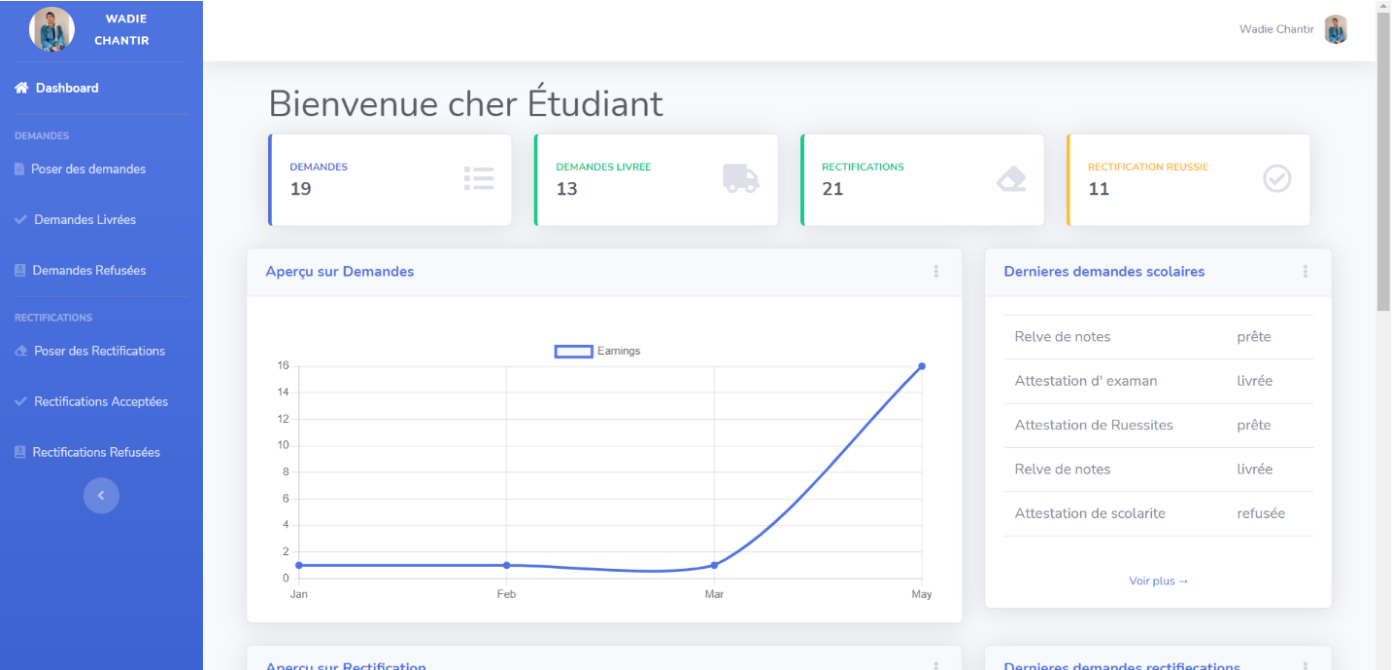 WADIE
CHANTIR
Dashboard
DEMANDES
Poser des demandes
Demandes Livrées
Demandes Refusées
RECTIFICATIONS
Poser des Rectifications
Rectifications Acceptées
Rectifications Refusées
Wadie Chantir
Bienvenue cher Étudiant
DEMANDES
19
DEMANDES LIVREE
13
RECTIFICATIONS
21
RECTIFICATION REUSSIE
11
Aperçu sur Demandes
Earnings
16
14
12
10
8
6
4
2
0
Jan Feb Mar May
Dernieres demandes scolaires
Relve de notes prête
Attestation d' examan livrée
Attestation de Ruessites prête
Relve de notes livrée
Attestation de scolarite refusée
Voir plus →
Aperçu sur Rectification
Dernieres demandes rectifiecations